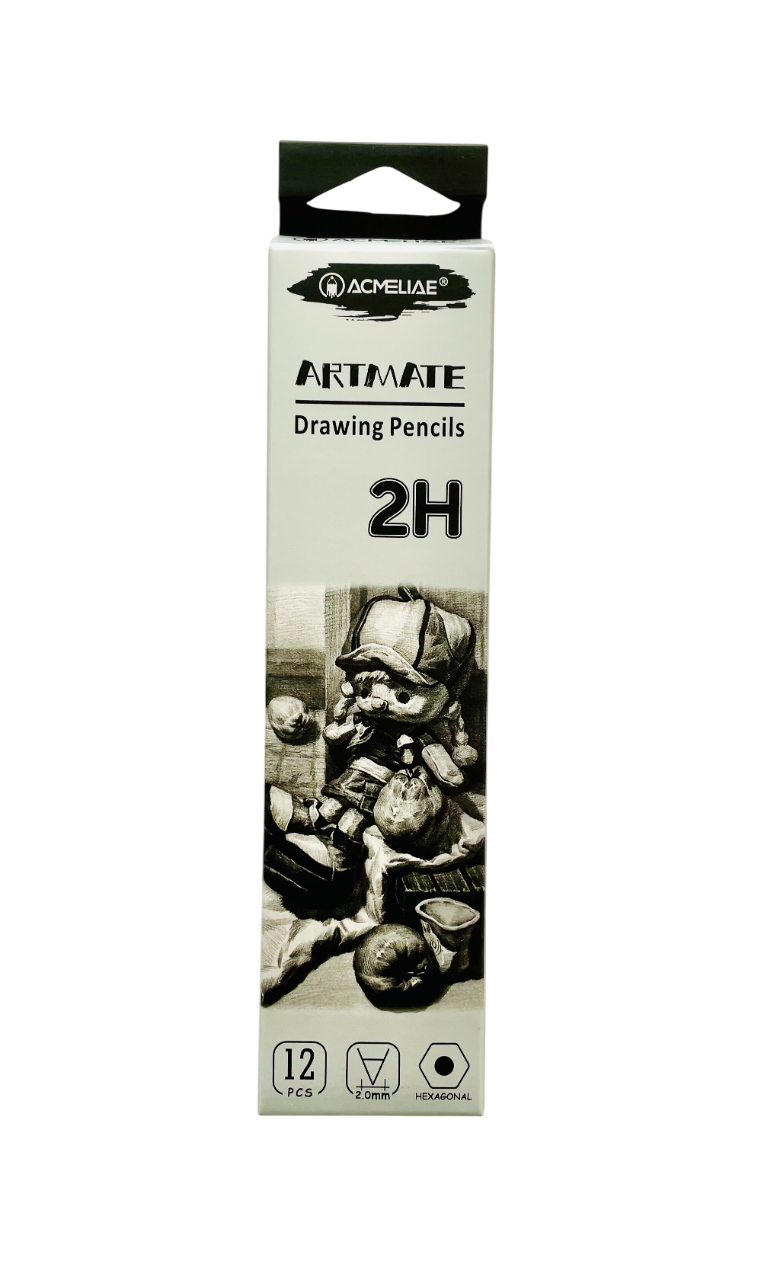 ACMELIAE®
ARTMATE
Drawing Pencils
2H
12
PCS
2.0mm
HEXAGONAL